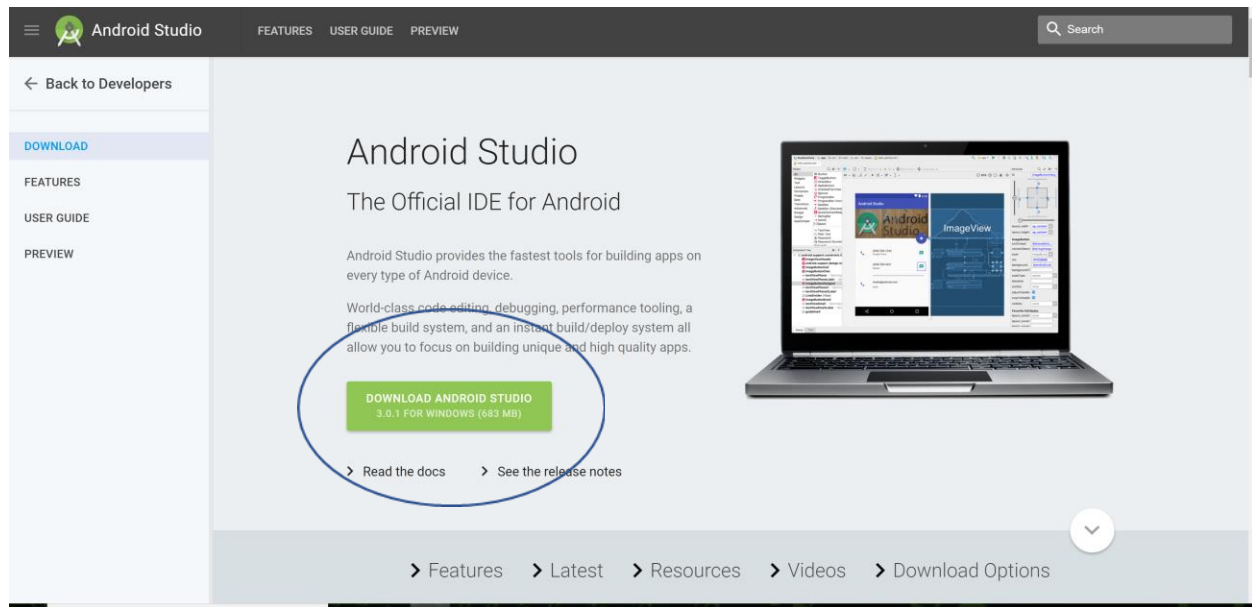 Android Studio
FEATURES USER GUIDE PREVIEW
Search
Back to Developers
DOWNLOAD
FEATURES
USER GUIDE
PREVIEW
Android Studio
The Official IDE for Android
Android Studio provides the fastest tools for building apps on
every type of Android device.
World-class code editing, debugging, performance tooling, a
flexible build system, and an instant build/deploy system all
allow you to focus on building unique and high quality apps.
DOWNLOAD ANDROID STUDIO
3.0.1 FOR WINDOWS (683 MB)
Read the docs See the release notes
Android Studio
Android
Studio
ImageView
Features Latest Resources Videos Download Options